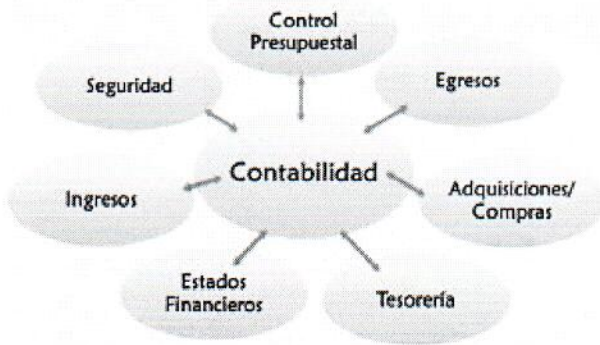 Control
Presupuestal
Seguridad
Egresos
Contabilidad
Ingresos
Adquisiciones/
Compras
Estados
Financieros
Tesorería